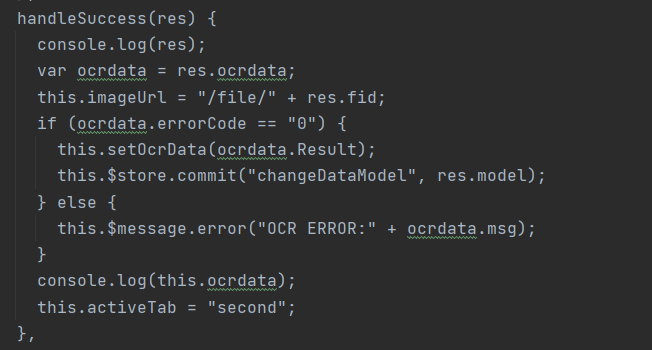 handleSuccess(res) {
console.log(res);
var ocrdata = res.ocrdata;
this.imageUrl = "/file/" + res.fid;
if (ocrdata.errorCode == "0") {
this.setOcrData(ocrdata.Result);
this.$store.commit("changeDataModel", res.model);
} else {
this.$message.error("OCR ERROR:" + ocrdata.msg);
}
console.log(this.ocrdata);
this.activeTab = "second";
},